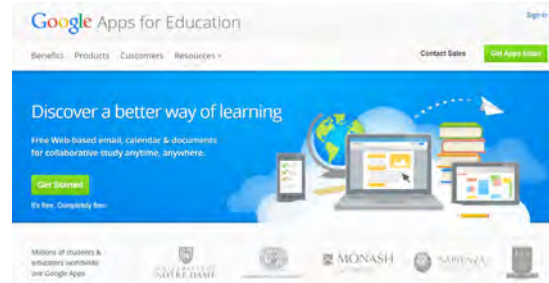 Sign in
Google Apps for Education
Benefits Products Customers Resources
Contact Sales
Get Apps
Discover a better way of learning
Free Web-based email, calendar & documents
for collaborative study anytime, anywhere.
Get Started
It's free. Completely free.
Millions of students &
educators worldwide
use Google Apps
NOTRE DAME
MONASH
SAPIENZA